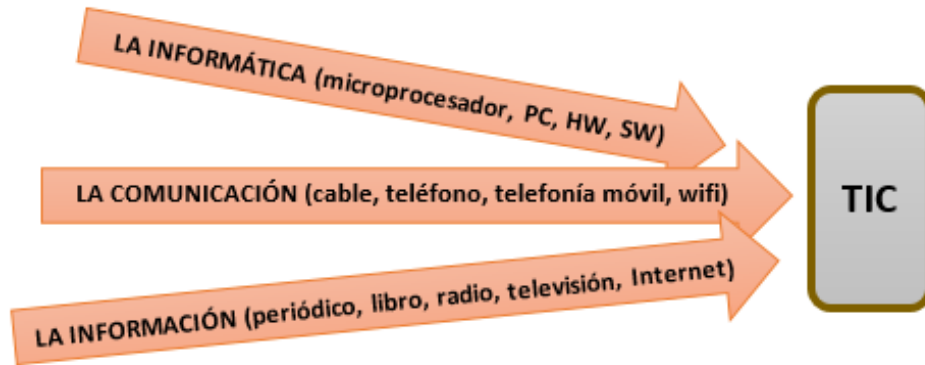 LA INFORMÁTICA (microprocesador, PC, HW, SW)
LA COMUNICACIÓN (cable, teléfono, telefonía móvil, wifi)
LA INFORMACIÓN (periódico, libro, radio, televisión, Internet)
TIC